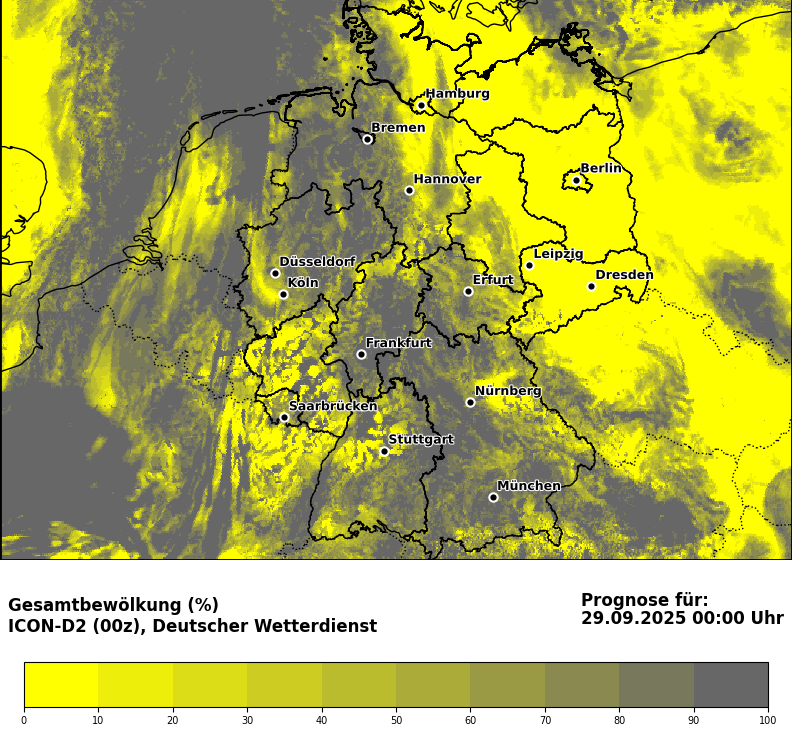 Hamburg
Bremen
Berlin
Hannover
Leipzig
Düsseldorf
Dresden
Köln
Erfurt
Frankfurt
Nürnberg
Saarbrücken
Stuttgart
München
Gesamtbewölkung (%)
ICON-D2 (00z), Deutscher Wetterdienst
Prognose für:
29.09.2025 00:00 Uhr
0 10 20 30 40 50 60 70 80 90 100